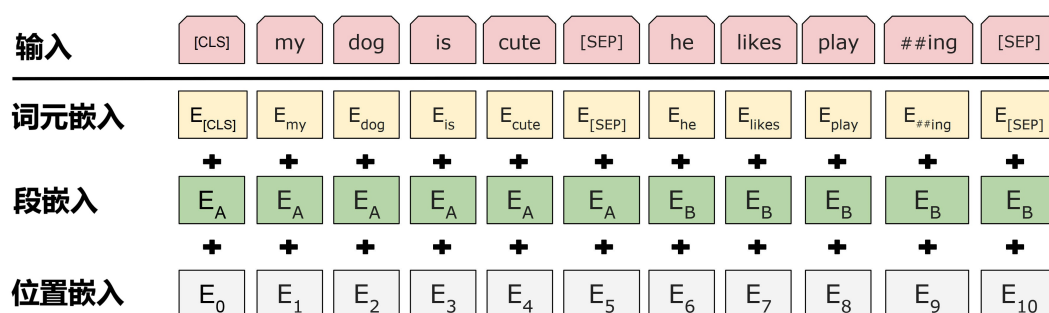 输入 [CLS] my dog is cute [SEP] he likes play ##ing [SEP]
词元嵌入 E[CLS] Emy Edog Eis Ecute E[SEP] Ehe Elikes Eplay E##ing E[SEP]
+ + + + + + + + + + +
段嵌入 EA EA EA EA EA EA EB EB EB EB EB
+ + + + + + + + + + +
位置嵌入 E0 E1 E2 E3 E4 E5 E6 E7 E8 E9 E10